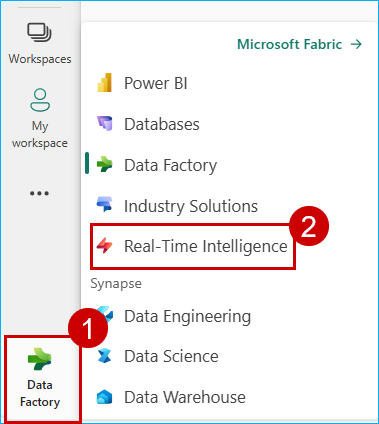 Workspaces
My
workspace
Data
Factory
1
Microsoft Fabric →
Power BI
Databases
Data Factory
Industry Solutions
Real-Time Intelligence
2
Synapse
Data Engineering
Data Science
Data Warehouse